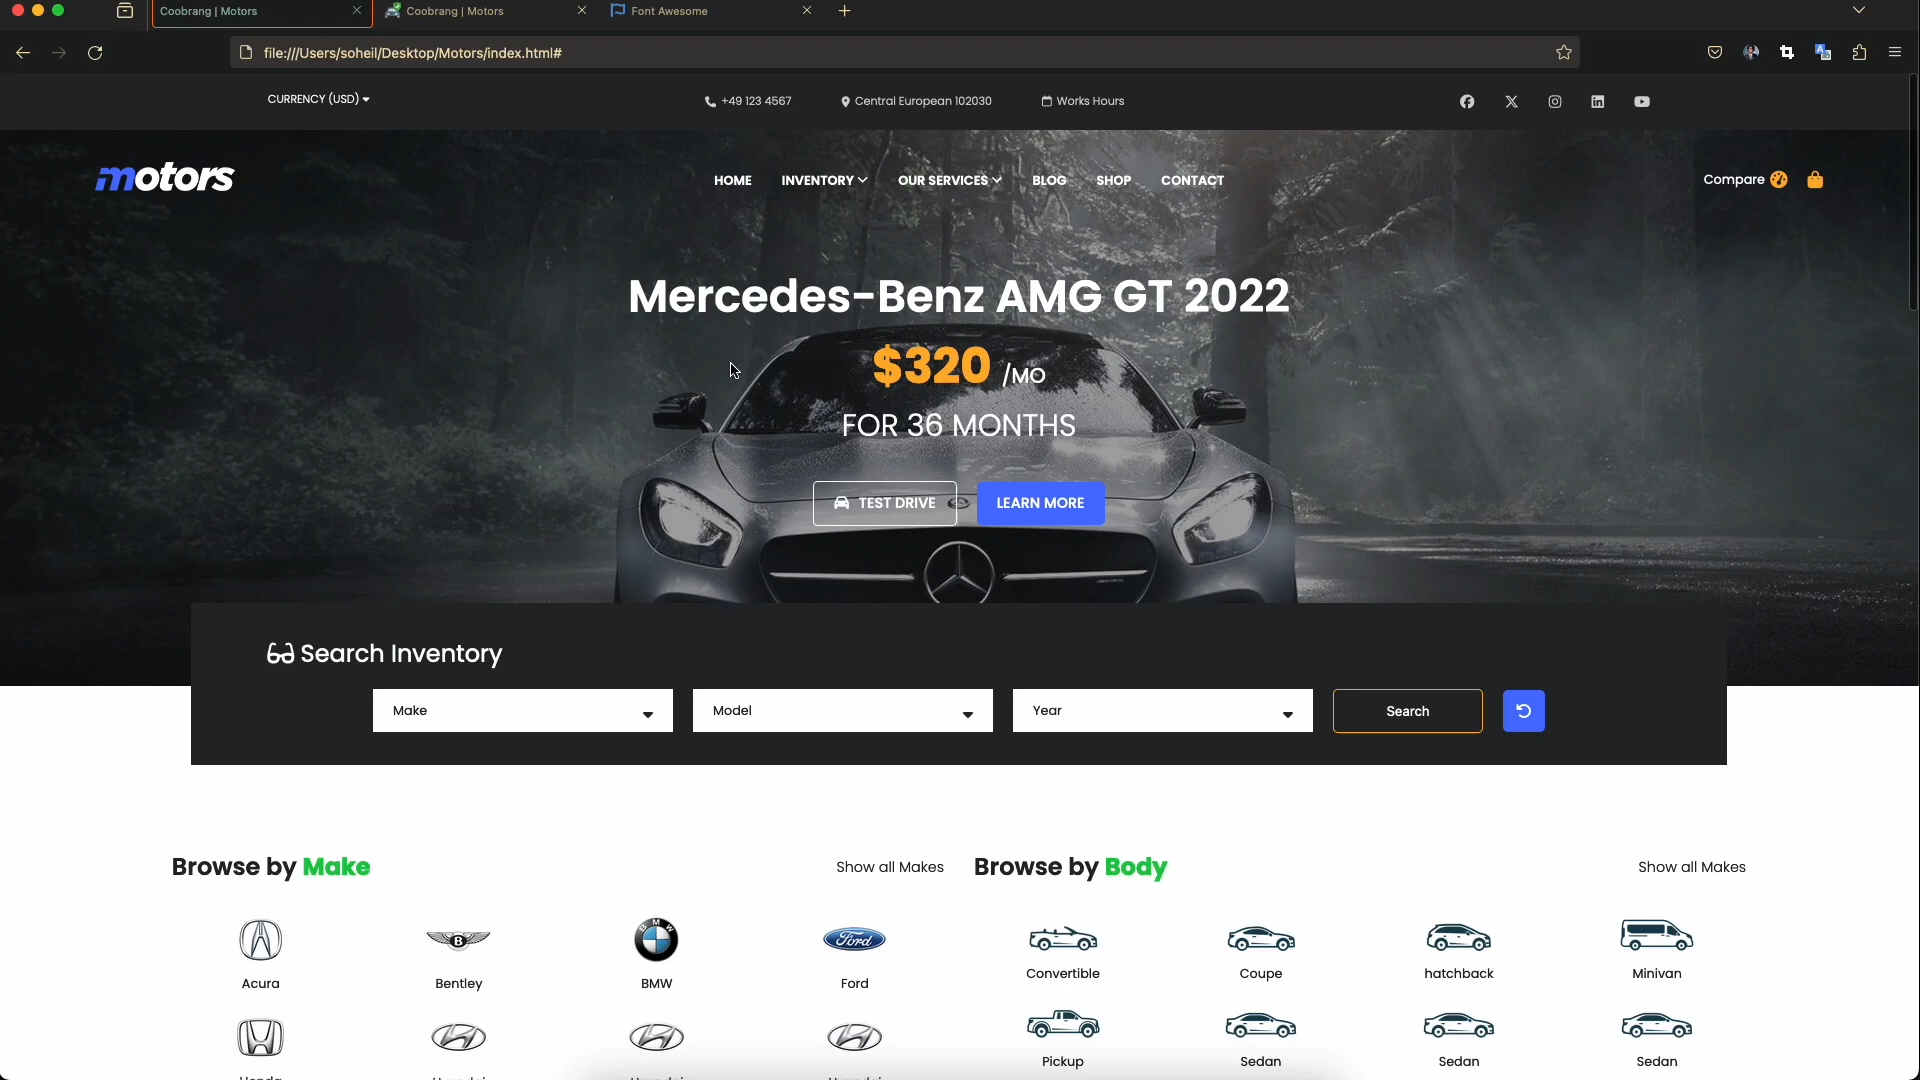 Coobrang | Motors
Coobrang | Motors
Font Awesome
file:///Users/soheil/Desktop/Motors/index.html#
CURRENCY (USD)
+49 123 4567
Central European 102030
Works Hours
motors
HOME
INVENTORY
OUR SERVICES
BLOG
SHOP
CONTACT
Compare
Mercedes-Benz AMG GT 2022
$320 /MO
FOR 36 MONTHS
TEST DRIVE
LEARN MORE
Search Inventory
Make
Model
Year
Search
Browse by Make
Show all Makes
Browse by Body
Show all Makes
Acura
Bentley
BMW
Ford
Convertible
Coupe
hatchback
Minivan
Pickup
Sedan
Sedan
Sedan